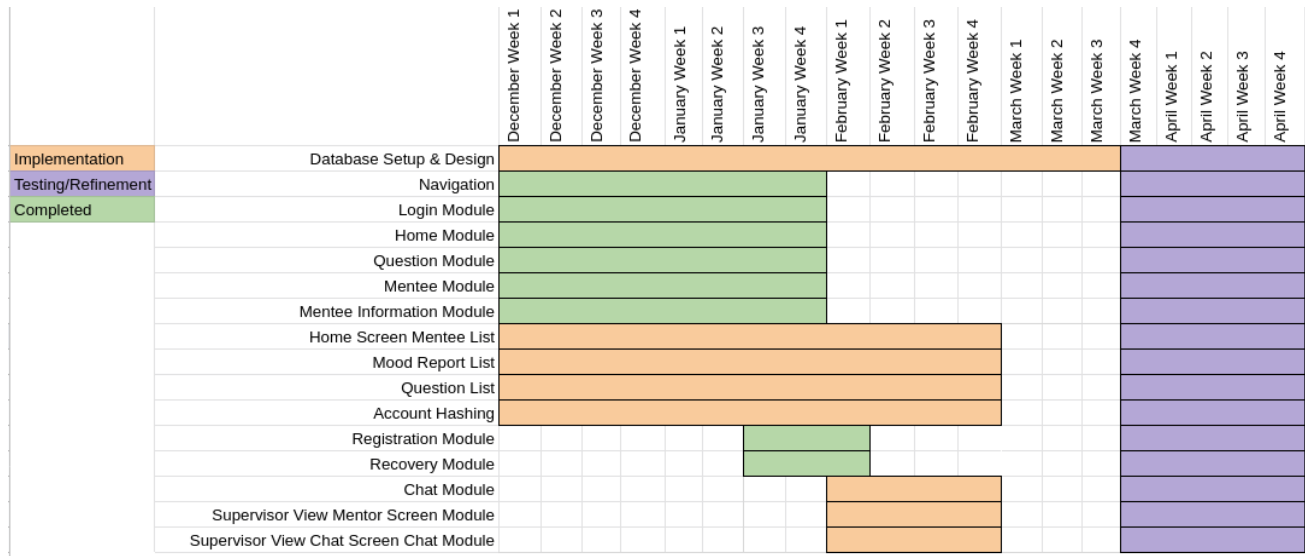 December Week 1
December Week 2
December Week 3
December Week 4
January Week 1
January Week 2
January Week 3
January Week 4
February Week 1
February Week 2
February Week 3
February Week 4
March Week 1
March Week 2
March Week 3
March Week 4
April Week 1
April Week 2
April Week 3
April Week 4
Implementation Database Setup & Design
Testing/Refinement Navigation
Completed Login Module
Home Module
Question Module
Mentee Module
Mentee Information Module
Home Screen Mentee List
Mood Report List
Question List
Account Hashing
Registration Module
Recovery Module
Chat Module
Supervisor View Mentor Screen Module
Supervisor View Chat Screen Chat Module